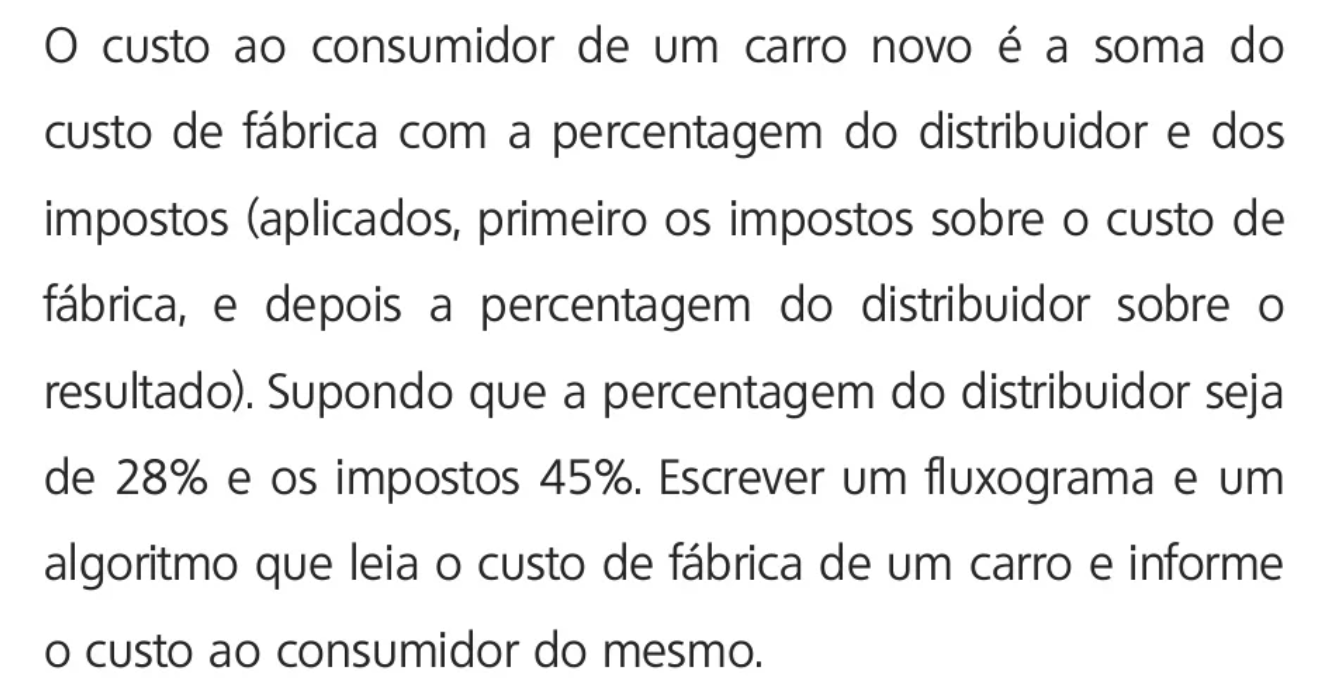 O custo ao consumidor de um carro novo é a soma do
custo de fábrica com a percentagem do distribuidor e dos
impostos (aplicados, primeiro os impostos sobre o custo de
fábrica, e depois a percentagem do distribuidor sobre o
resultado). Supondo que a percentagem do distribuidor seja
de 28% e os impostos 45%. Escrever um fluxograma e um
algoritmo que leia o custo de fábrica de um carro e informe
o custo ao consumidor do mesmo.